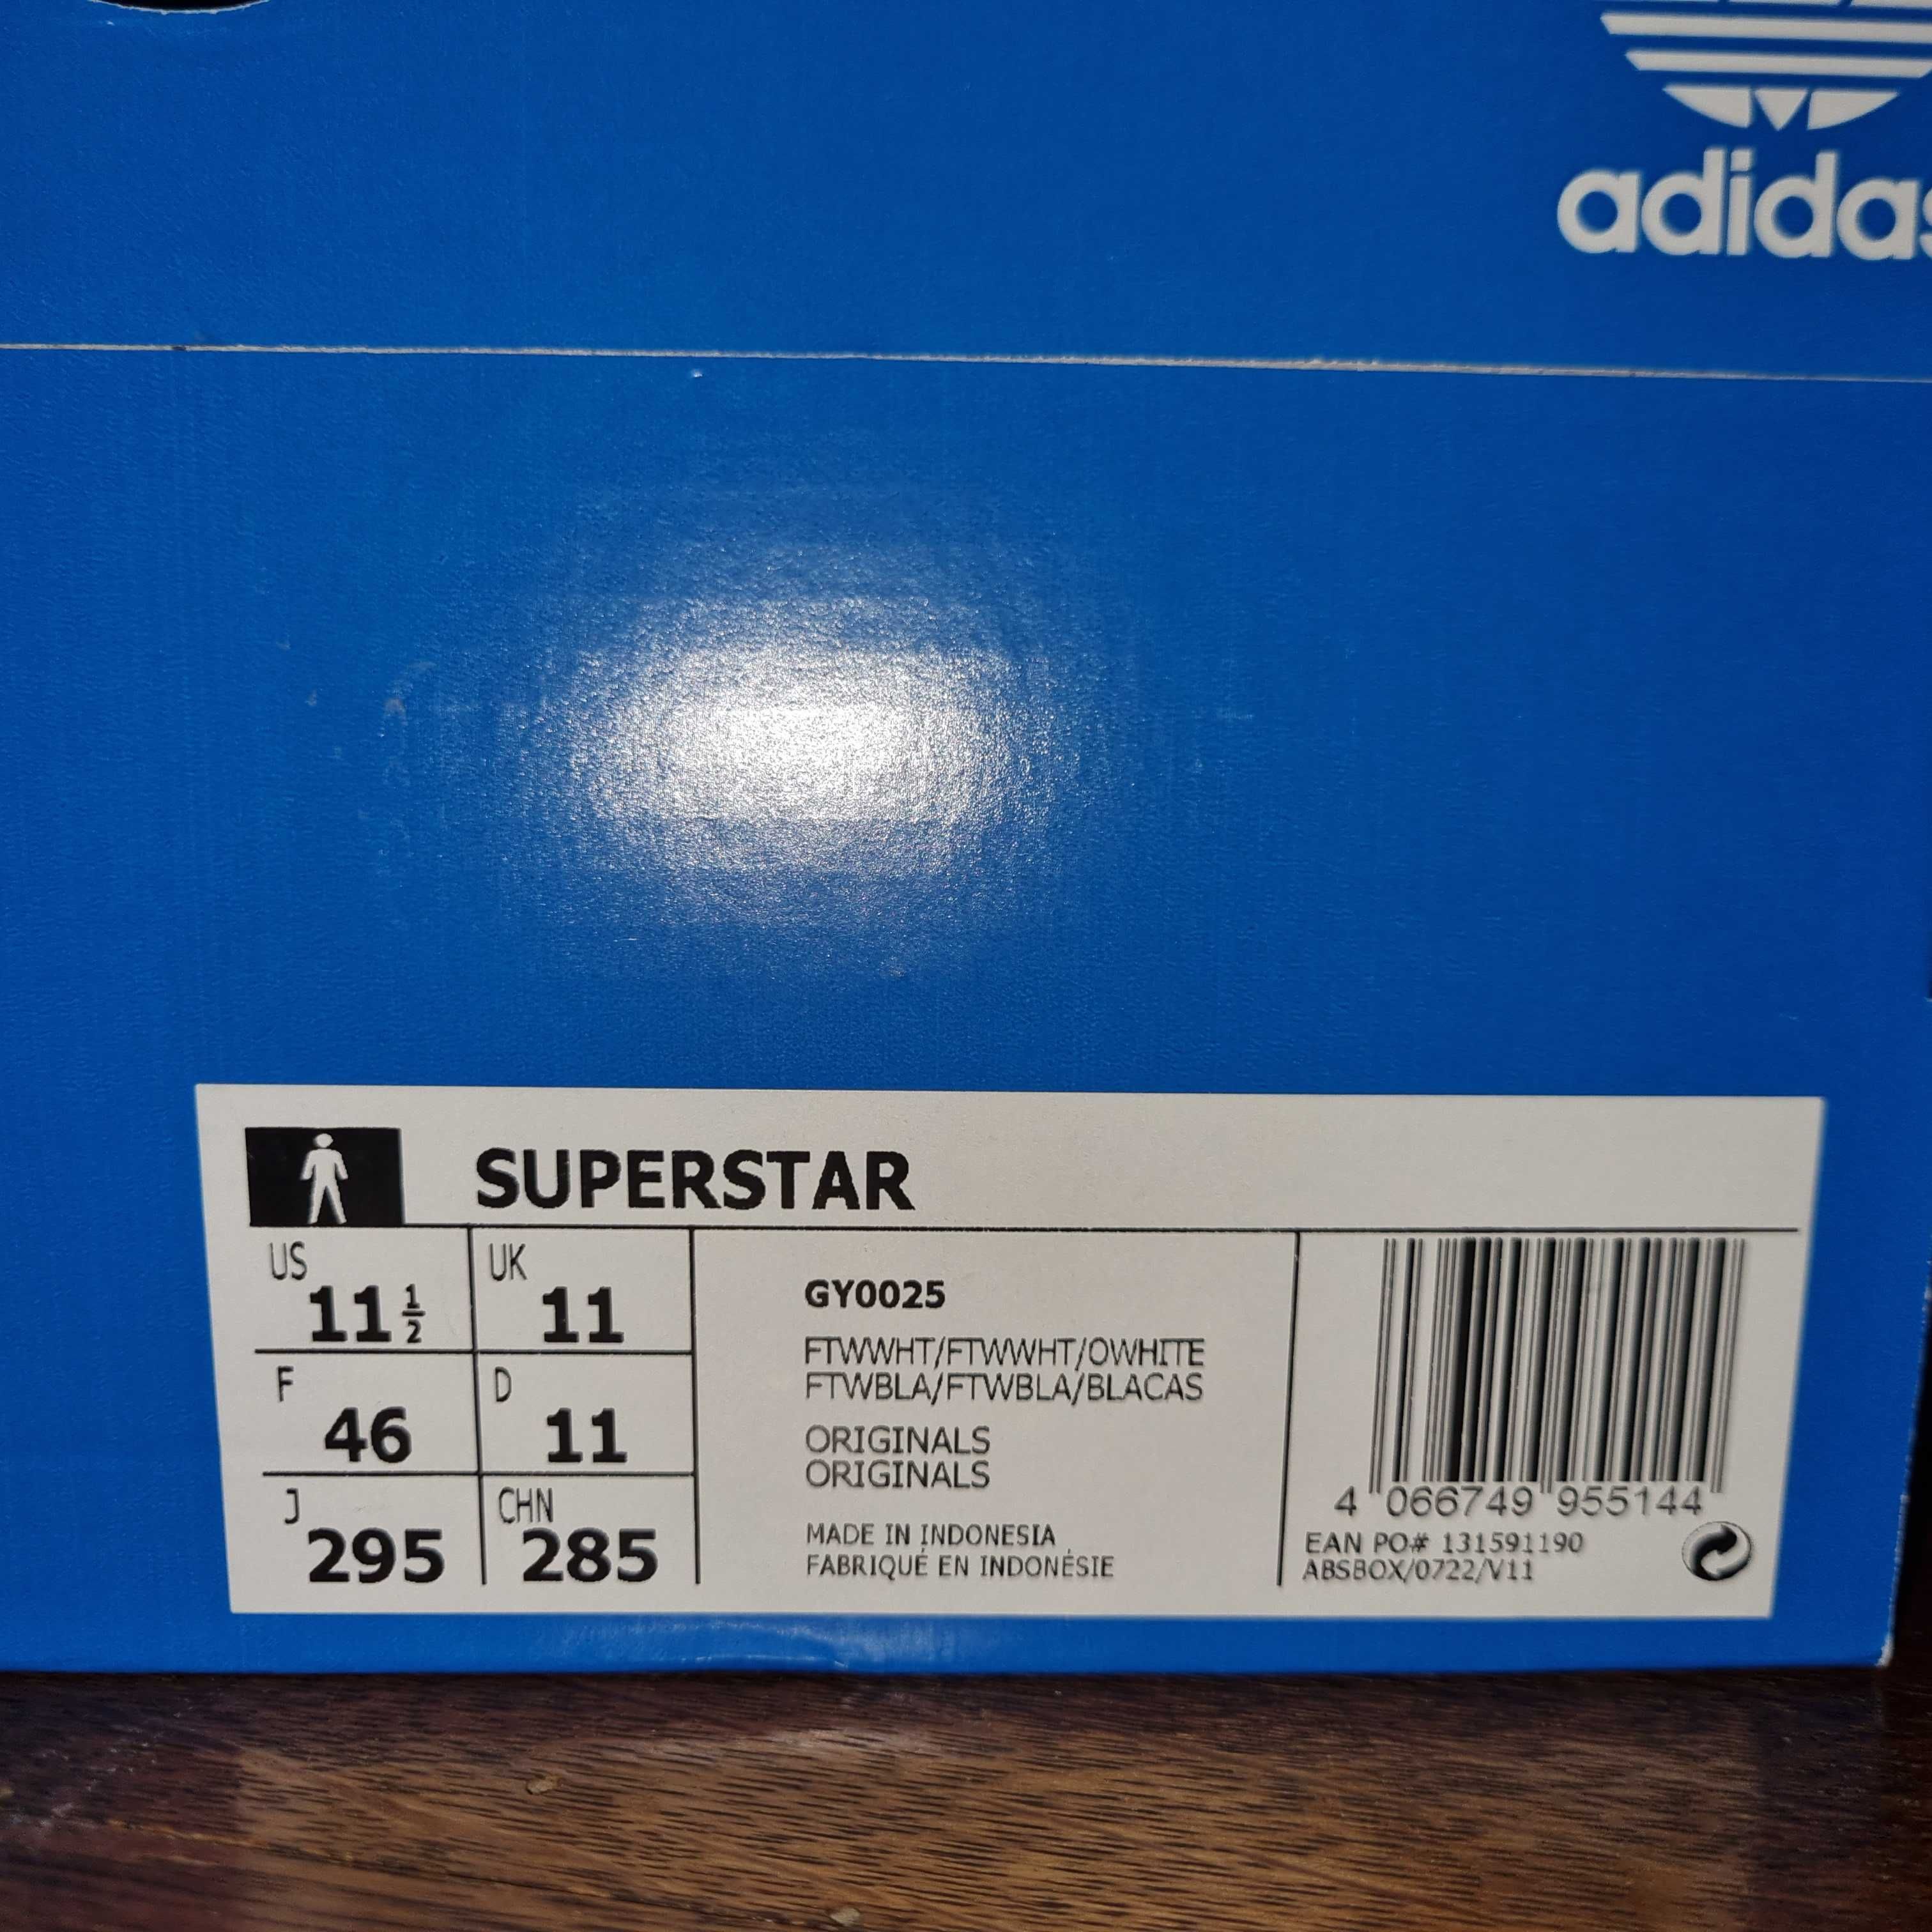 adidas
SUPERSTAR
US 11 1/2
UK 11
F 46
D 11
J 295
CHN 285
GY0025
FTWWHT/FTWWHT/OWHITE
FTWBLA/FTWBLA/BLACAS
ORIGINALS
ORIGINALS
MADE IN INDONESIA
FABRIQUÉ EN INDONÉSIE
4 066749 955144
EAN PO# 131591190
ABSBOX/0722/V11